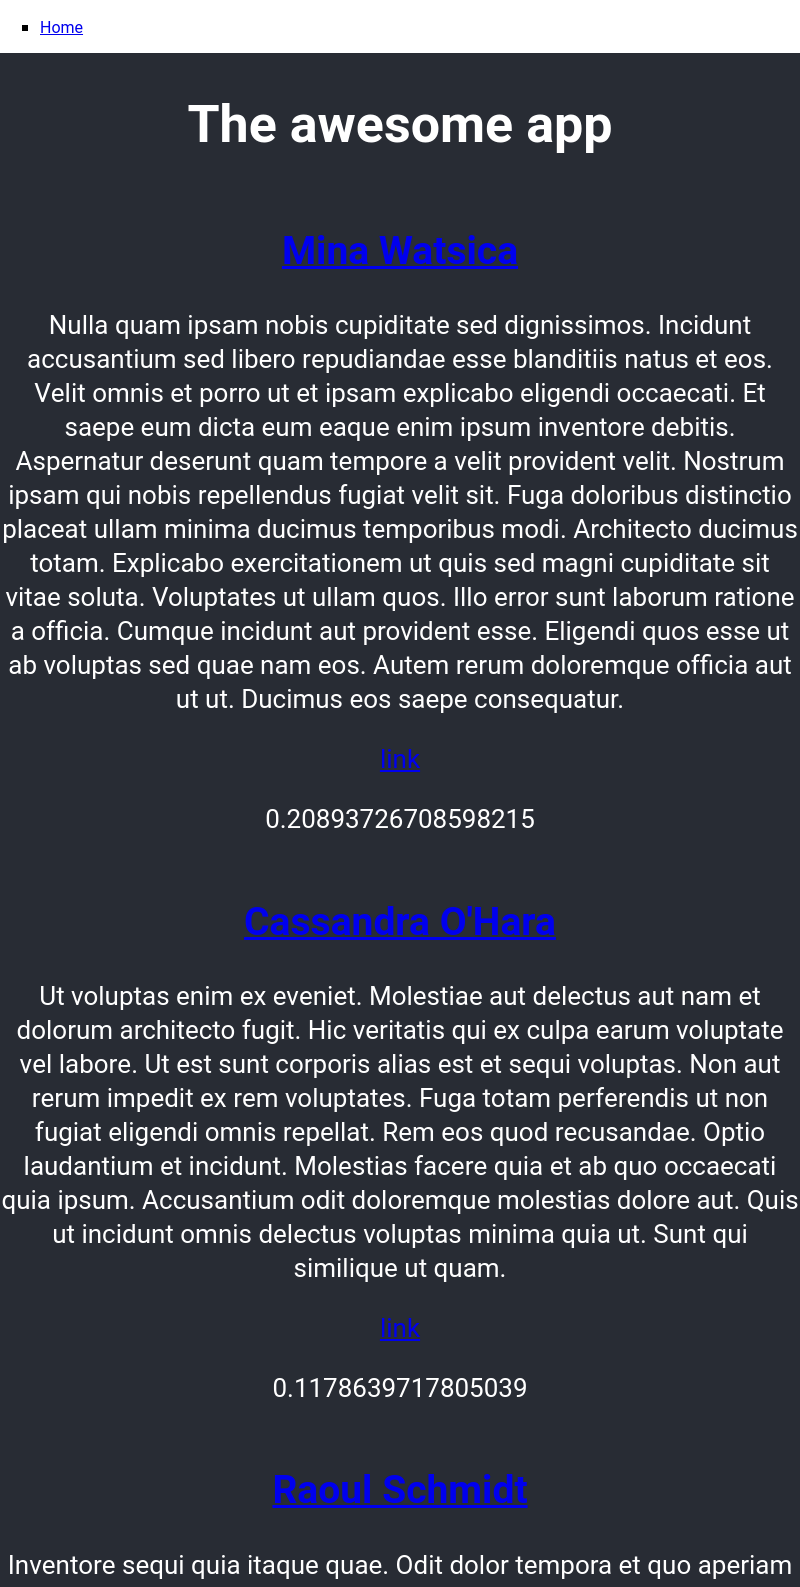 Home
The awesome app
Mina Watsica
Nulla quam ipsam nobis cupiditate sed dignissimos. Incidunt
accusantium sed libero repudiandae esse blanditiis natus et eos.
Velit omnis et porro ut et ipsam explicabo eligendi occaecati. Et
saepe eum dicta eum eaque enim ipsum inventore debitis.
Aspernatur deserunt quam tempore a velit provident velit. Nostrum
ipsam qui nobis repellendus fugiat velit sit. Fuga doloribus distinctio
placeat ullam minima ducimus temporibus modi. Architecto ducimus
totam. Explicabo exercitationem ut quis sed magni cupiditate sit
vitae soluta. Voluptates ut ullam quos. Illo error sunt laborum ratione
a officia. Cumque incidunt aut provident esse. Eligendi quos esse ut
ab voluptas sed quae nam eos. Autem rerum doloremque officia aut
ut ut. Ducimus eos saepe consequatur.
link
0.20893726708598215
Cassandra O'Hara
Ut voluptas enim ex eveniet. Molestiae aut delectus aut nam et
dolorum architecto fugit. Hic veritatis qui ex culpa earum voluptate
vel labore. Ut est sunt corporis alias est et sequi voluptas. Non aut
rerum impedit ex rem voluptates. Fuga totam perferendis ut non
fugiat eligendi omnis repellat. Rem eos quod recusandae. Optio
laudantium et incidunt. Molestias facere quia et ab quo occaecati
quia ipsum. Accusantium odit doloremque molestias dolore aut. Quis
ut incidunt omnis delectus voluptas minima quia ut. Sunt qui
similique ut quam.
link
0.1178639717805039
Raoul Schmidt
Inventore sequi quia itaque quae. Odit dolor tempora et quo aperiam